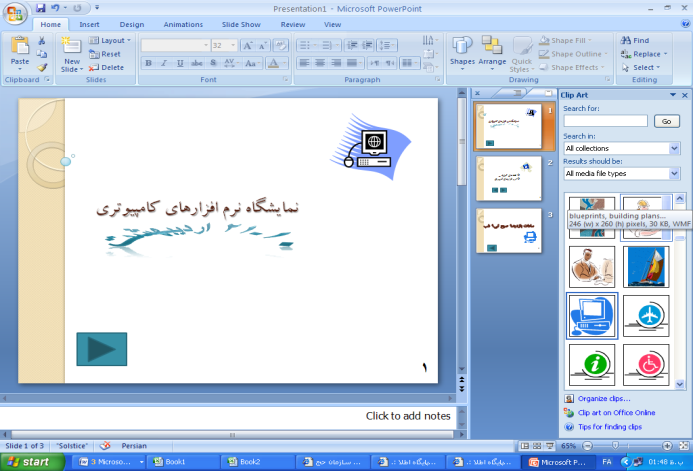 Presentation1 - Microsoft PowerPoint
Home Insert Design Animations Slide Show Review View
Paste
Clipboard
New Slide
Layout
Reset
Delete
Slides
32
Font
Paragraph
Shapes Arrange Quick Styles
Shape Fill
Shape Outline
Shape Effects
Drawing
Find
Replace
Select
Editing
نمایشگاه نرم افزارهای کامپیوتری
۱
Click to add notes
1
2
3
Clip Art
Search for:
Go
Search in:
All collections
Results should be:
All media file types
blueprints, building plans...
246 (w) x 260 (h) pixels, 30 KB, WMF
Organize clips...
Clip art on Office Online
Tips for finding clips
Slide 1 of 3 "Solstice" Persian 65%
start 3 Microso... Book1 Book2 سازمان حج ... Microsoft P... FA 01:48 ب.ظ